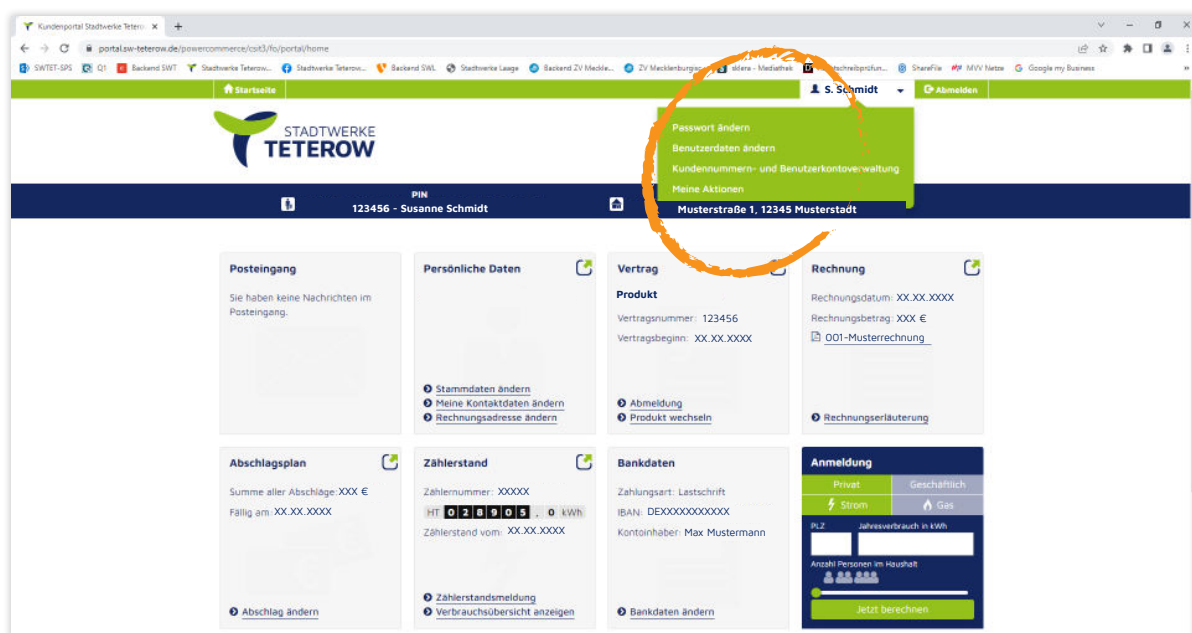 Kundenportal Stadtwerke Tetero
portal.sw-teterow.de/powercommerce/csit3/fo/portal/home
SWTET-SPS Q1 Backend SWT Stadtwerke Teterow... Stadtwerke Teterow... Backend SWL Stadtwerke Laage Backend ZV Meckle... ZV Mecklenburgisc... - Mediathek ShareFile MVV Netze Google my Business
Startseite S. Schmidt Abmelden
STADTWERKE
TETEROW
Passwort ändern
Benutzerdaten ändern
Kundennummern- und Benutzerkontoverwaltung
Meine Aktionen
PIN
123456 - Susanne Schmidt
Musterstraße 1, 12345 Musterstadt
Posteingang
Sie haben keine Nachrichten im
Posteingang.
Persönliche Daten
Stammdaten ändern
Meine Kontaktdaten ändern
Rechnungsadresse ändern
Vertrag
Produkt
Vertragsnummer: 123456
Vertragsbeginn: XX.XX.XXXX
Abmeldung
Produkt wechseln
Rechnung
Rechnungsdatum: XX.XX.XXXX
Rechnungsbetrag: XXX €
001-Musterrechnung
Rechnungserläuterung
Abschlagsplan
Summe aller Abschläge: XXX €
Fällig am: XX.XX.XXXX
Abschlag ändern
Zählerstand
Zählernummer: XXXXX
HT 0 2 8 9 0 5 . 0 kWh
Zählerstand vom: XX.XX.XXXX
Zählerstandsmeldung
Verbrauchsübersicht anzeigen
Bankdaten
Zahlungsart: Lastschrift
IBAN: DEXXXXXXXXXXX
Kontoinhaber: Max Mustermann
Bankdaten ändern
Anmeldung
Privat Geschäftlich
Strom Gas
PLZ Jahresverbrauch in kWh
Anzahl Personen im Haushalt
Jetzt berechnen